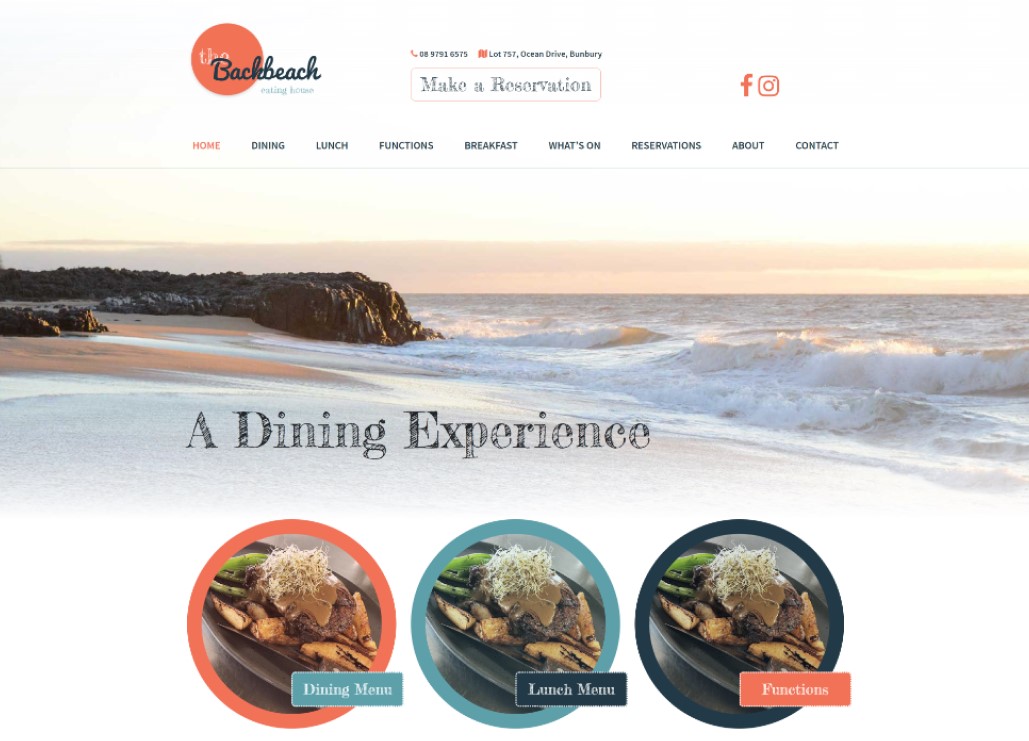 the
Backbeach
eating house
08 9791 6575 Lot 757, Ocean Drive, Bunbury
Make a Reservation
HOME DINING LUNCH FUNCTIONS BREAKFAST WHAT'S ON RESERVATIONS ABOUT CONTACT
A Dining Experience
Dining Menu Lunch Menu Functions